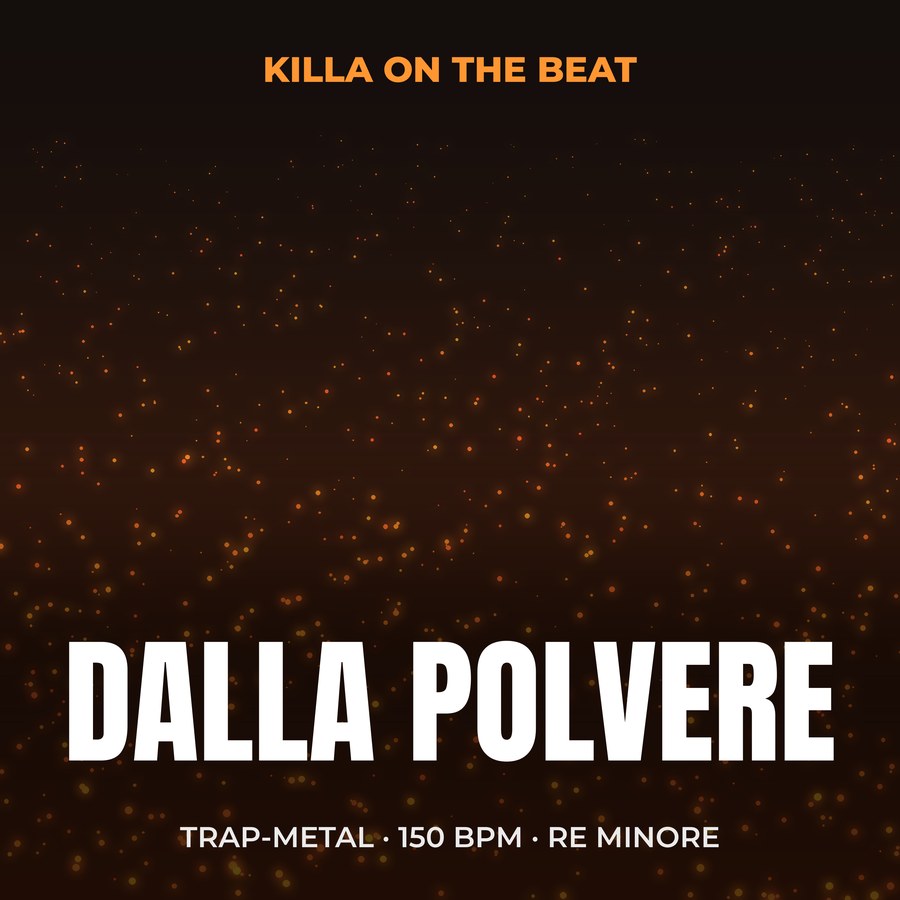 KILLA ON THE BEAT
DALLA POLVERE
TRAP-METAL · 150 BPM · RE MINORE